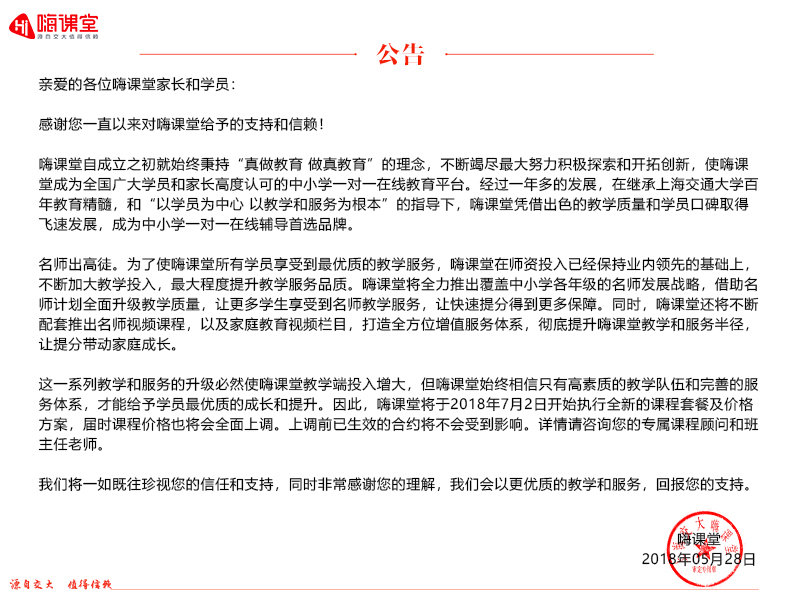 Hi 嗨课堂
源自交大值得信赖
公告
亲爱的各位嗨课堂家长和学员:
感谢您一直以来对嗨课堂给予的支持和信赖!
嗨课堂自成立之初就始终秉持“真做教育 做真教育”的理念，不断竭尽最大努力积极探索和开拓创新，使嗨课
堂成为全国广大学员和家长高度认可的中小学一对一在线教育平台。经过一年多的发展，在继承上海交通大学百
年教育精髓，和“以学员为中心 以教学和服务为根本”的指导下，嗨课堂凭借出色的教学质量和学员口碑取得
飞速发展，成为中小学一对一在线辅导首选品牌。
名师出高徒。为了使嗨课堂所有学员享受到最优质的教学服务，嗨课堂在师资投入已经保持业内领先的基础上，
不断加大教学投入，最大程度提升教学服务品质。嗨课堂将全力推出覆盖中小学各年级的名师发展战略，借助名
师计划全面升级教学质量，让更多学生享受到名师教学服务，让快速提分得到更多保障。同时，嗨课堂还将不断
配套推出名师视频课程，以及家庭教育视频栏目，打造全方位增值服务体系，彻底提升嗨课堂教学和服务半径，
让提分带动家庭成长。
这一系列教学和服务的升级必然使嗨课堂教学端投入增大，但嗨课堂始终相信只有高素质的教学队伍和完善的服
务体系，才能给予学员最优质的成长和提升。因此，嗨课堂将于2018年7月2日开始执行全新的课程套餐及价格
方案，届时课程价格也将会全面上调。上调前已生效的合约将不会受到影响。详情请咨询您的专属课程顾问和班
主任老师。
我们将一如既往珍视您的信任和支持，同时非常感谢您的理解，我们会以更优质的教学和服务，回报您的支持。
嗨课堂
2018年05月28日
源自交大 值得信赖